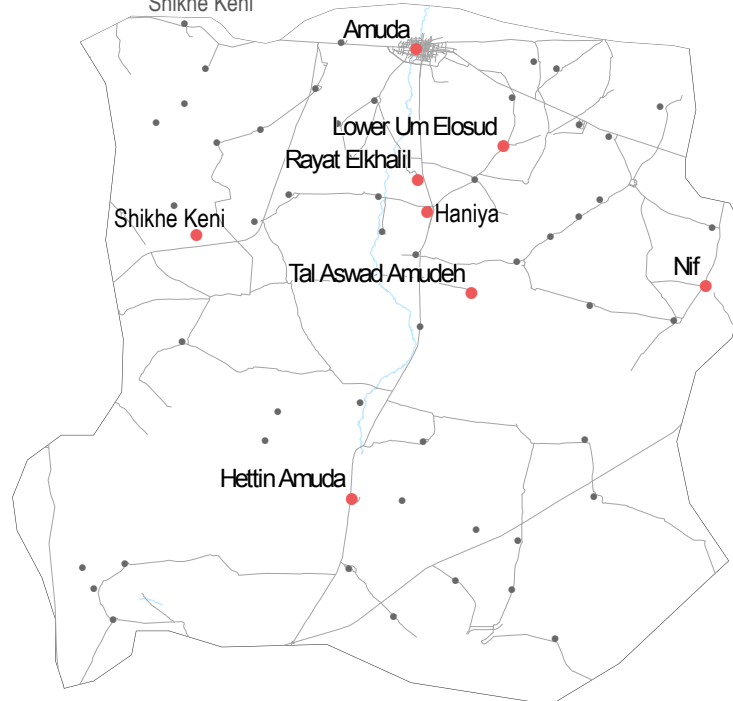 Shikhe Keni
Amuda
Lower Um Elosud
Rayat Elkhalil
Shikhe Keni
Haniya
Tal Aswad Amudeh
Nif
Hettin Amuda